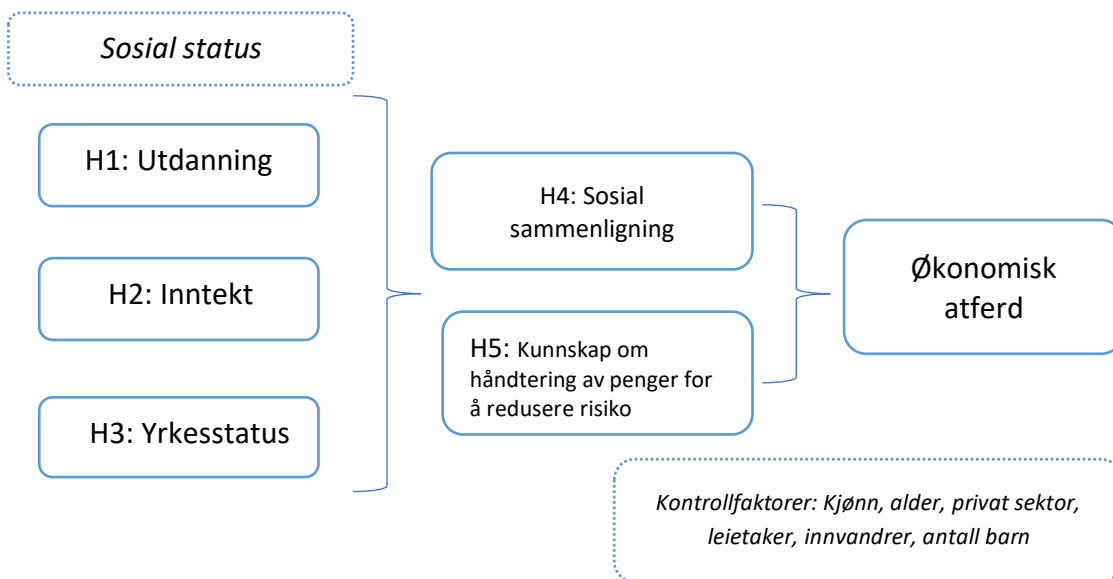 Sosial status
H1: Utdanning
H2: Inntekt
H3: Yrkesstatus
H4: Sosial
sammenligning
H5: Kunnskap om
håndtering av penger for
å redusere risiko
Økonomisk
atferd
Kontrollfaktorer: Kjønn, alder, privat sektor,
leietaker, innvandrer, antall barn